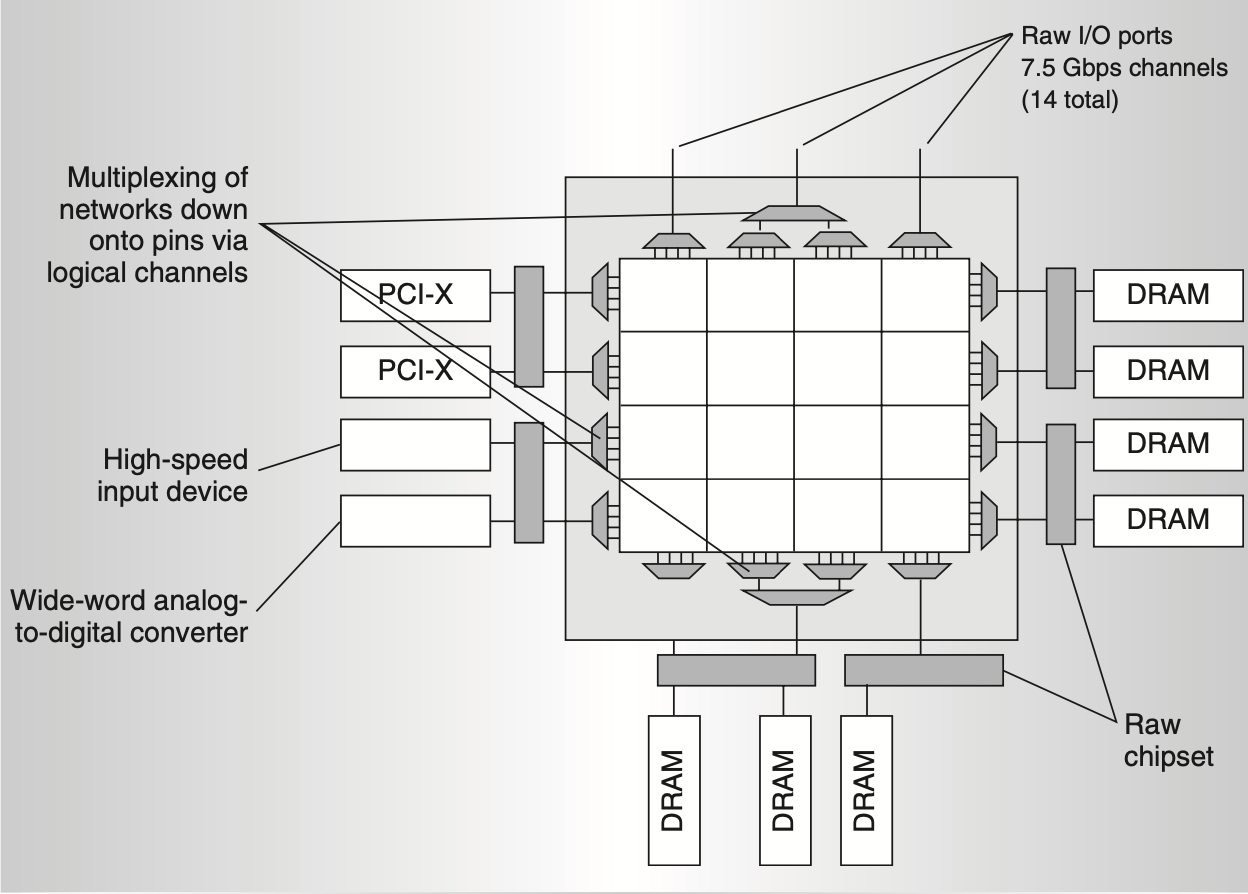 Raw I/O ports
7.5 Gbps channels
(14 total)
Multiplexing of
networks down
onto pins via
logical channels
PCI-X
DRAM
PCI-X
DRAM
DRAM
High-speed
input device
DRAM
Wide-word analog-
to-digital converter
Raw
chipset
DRAM
DRAM
DRAM